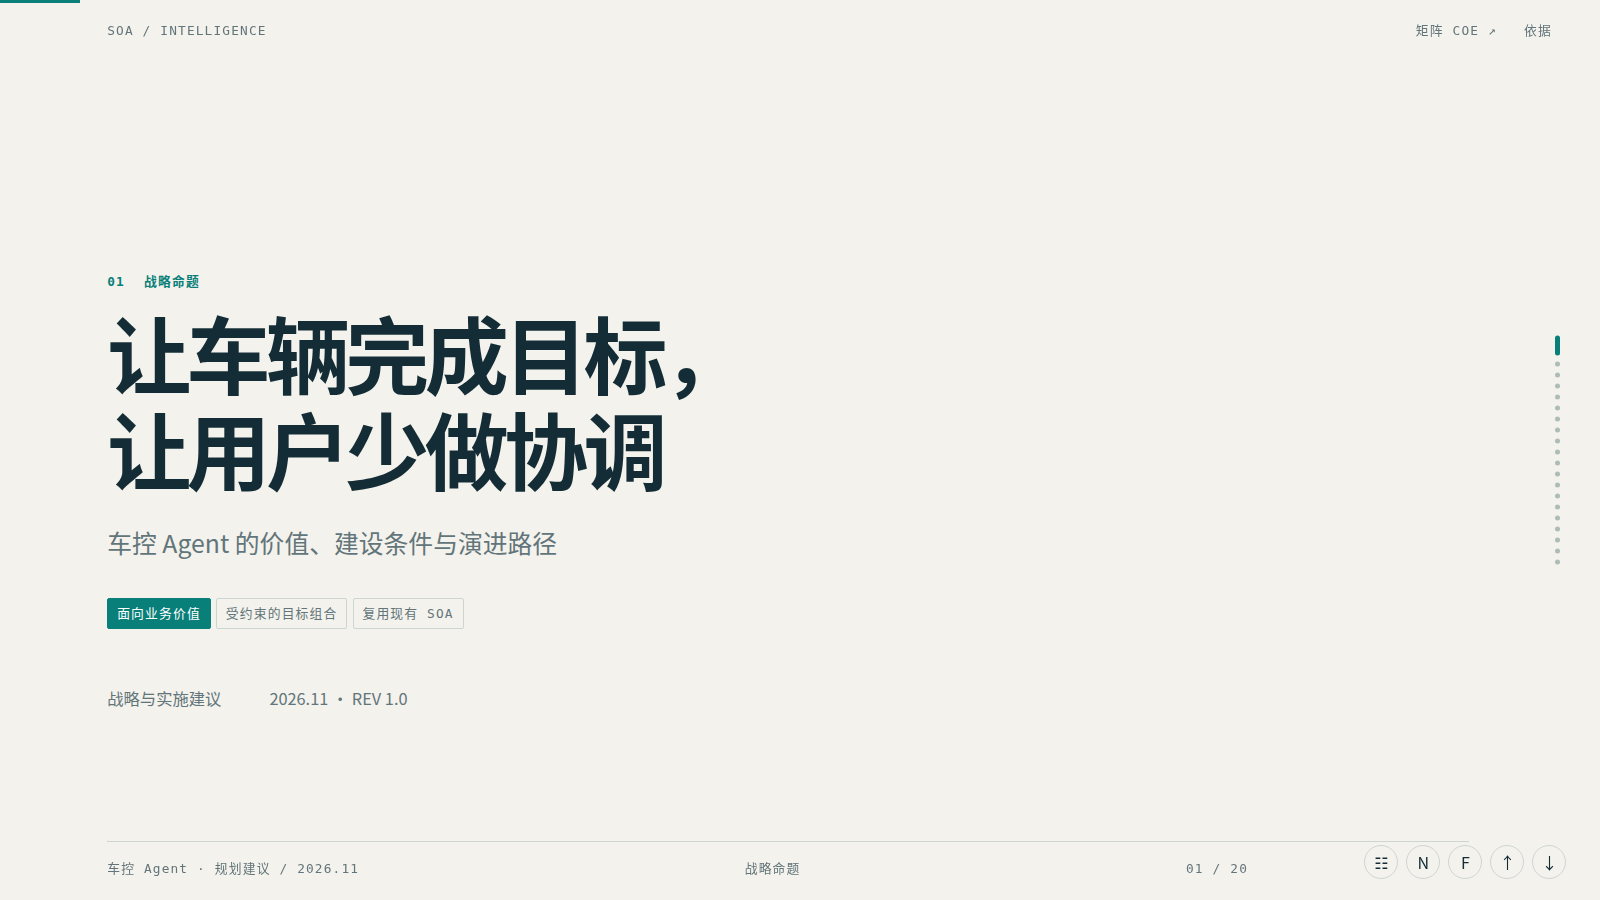 SOA / INTELLIGENCE
矩阵 COE ↗ 依据
01 战略命题
让车辆完成目标，
让用户少做协调
车控 Agent 的价值、建设条件与演进路径
面向业务价值 受约束的目标组合 复用现有 SOA
战略与实施建议 2026.11 · REV 1.0
车控 Agent · 规划建议 / 2026.11 战略命题 01 / 20
☷ N F ↑ ↓